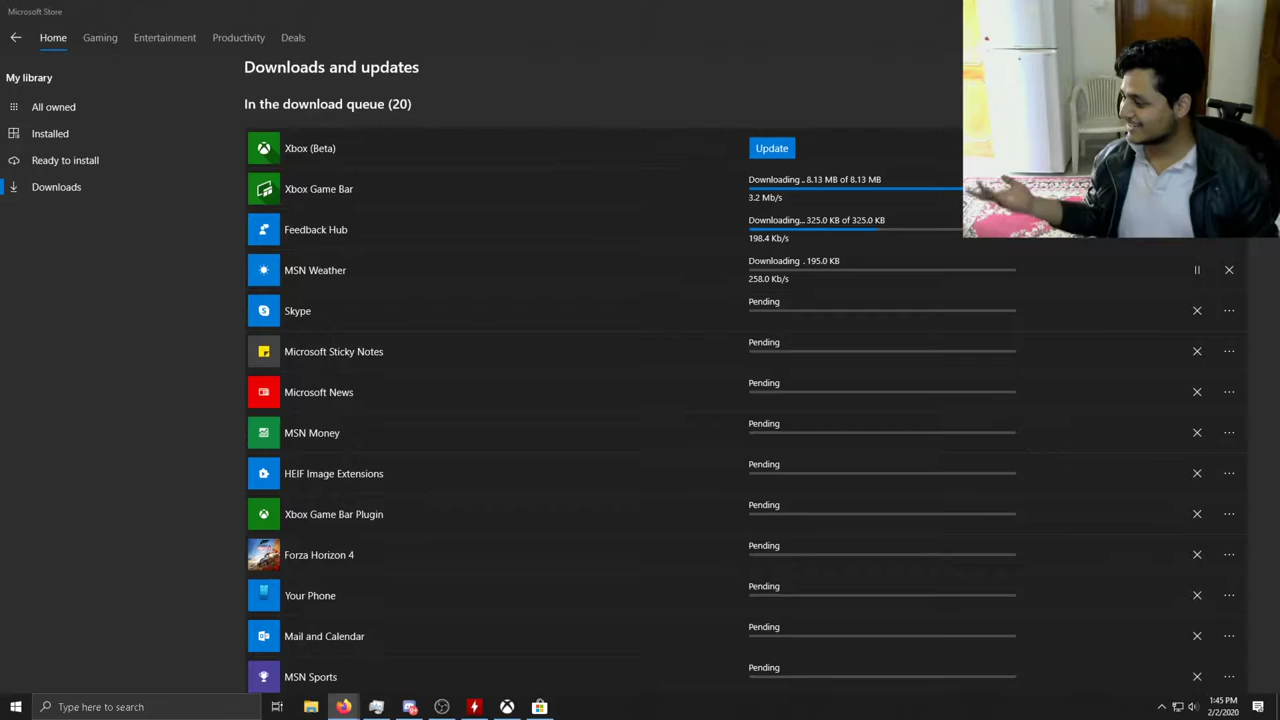 Microsoft Store
Home Gaming Entertainment Productivity Deals
My library
All owned
Installed
Ready to install
Downloads
Downloads and updates
In the download queue (20)
Xbox (Beta)
Update
Xbox Game Bar
Downloading.. 8.13 MB of 8.13 MB
3.2 Mb/s
Feedback Hub
Downloading... 325.0 KB of 325.0 KB
198.4 Kb/s
MSN Weather
Downloading . 195.0 KB
258.0 Kb/s
Skype
Pending
Microsoft Sticky Notes
Pending
Microsoft News
Pending
MSN Money
Pending
HEIF Image Extensions
Pending
Xbox Game Bar Plugin
Pending
Forza Horizon 4
Pending
Your Phone
Pending
Mail and Calendar
Pending
MSN Sports
Pending
Type here to search
1:45 PM
2/2/2020